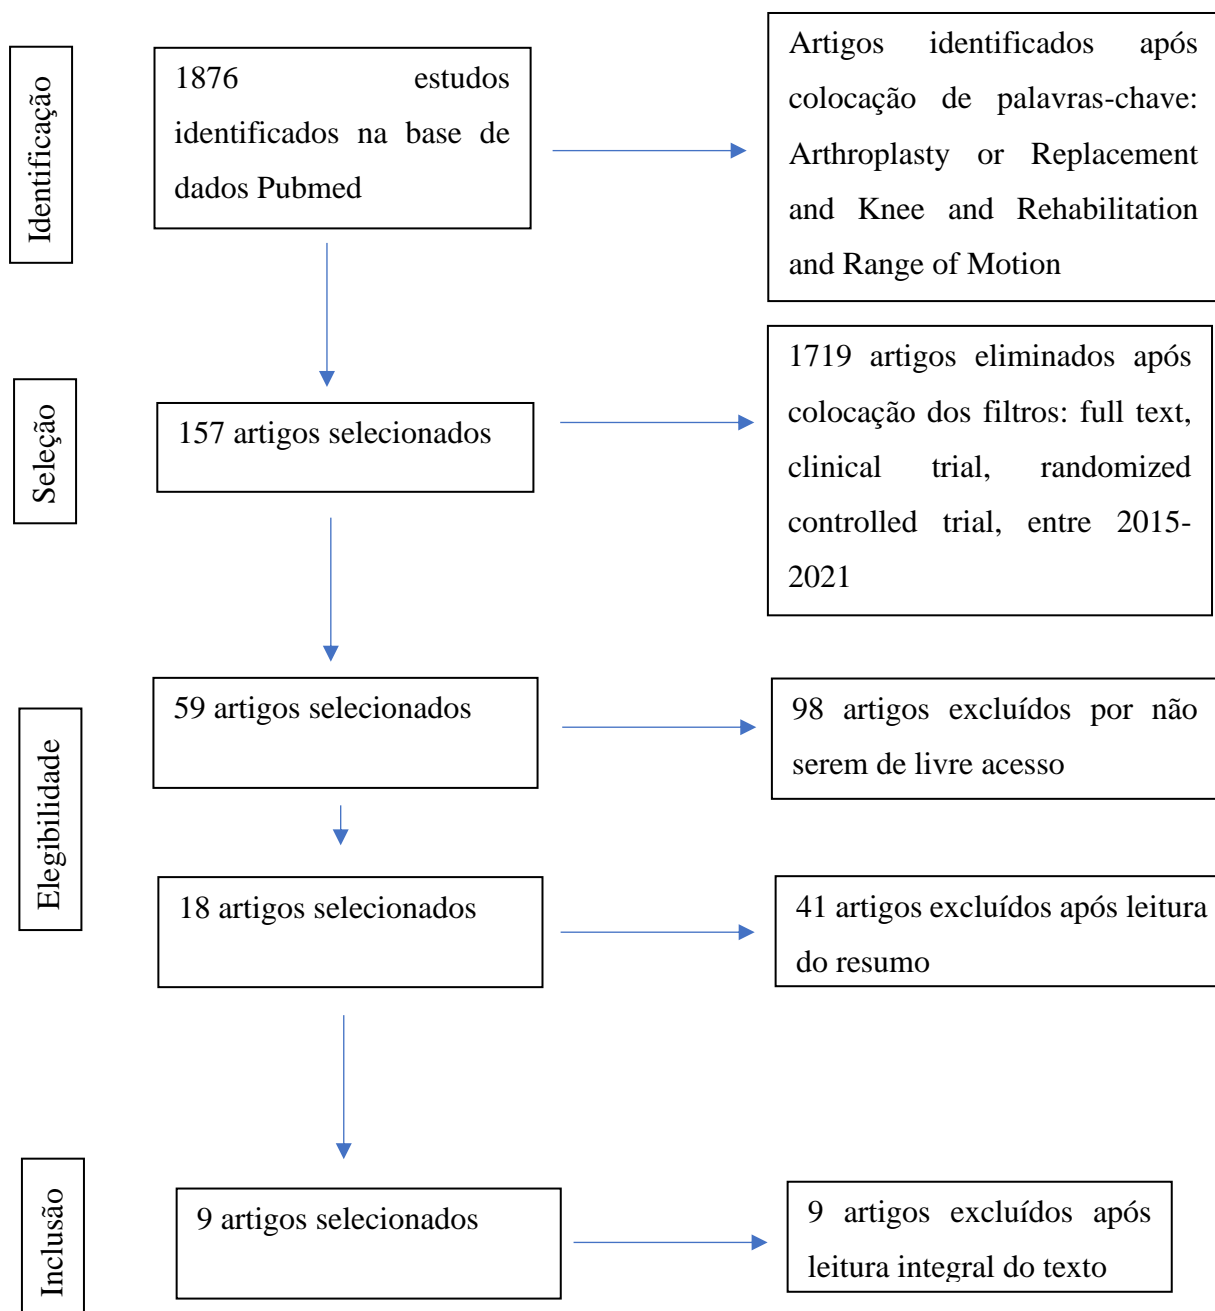 Identificação
1876 estudos
identificados na base de
dados Pubmed
Artigos identificados após
colocação de palavras-chave:
Arthroplasty or Replacement
and Knee and Rehabilitation
and Range of Motion
Seleção
157 artigos selecionados
1719 artigos eliminados após
colocação dos filtros: full text,
clinical trial, randomized
controlled trial, entre 2015-
2021
Elegibilidade
59 artigos selecionados
98 artigos excluídos por não
serem de livre acesso
18 artigos selecionados
41 artigos excluídos após leitura
do resumo
Inclusão
9 artigos selecionados
9 artigos excluídos após
leitura integral do texto